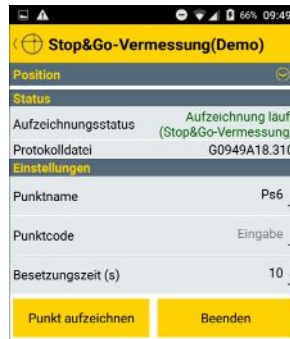 66% 09:49
Stop&Go-Vermessung(Demo)
Position
Status
Aufzeichnungsstatus
Aufzeichnung läuf
(Stop&Go-Vermessung
Protokolldatei G0949A18.310
Einstellungen
Punktname Ps6
Punktcode Eingabe
Besetzungszeit (s) 10
Punkt aufzeichnen Beenden